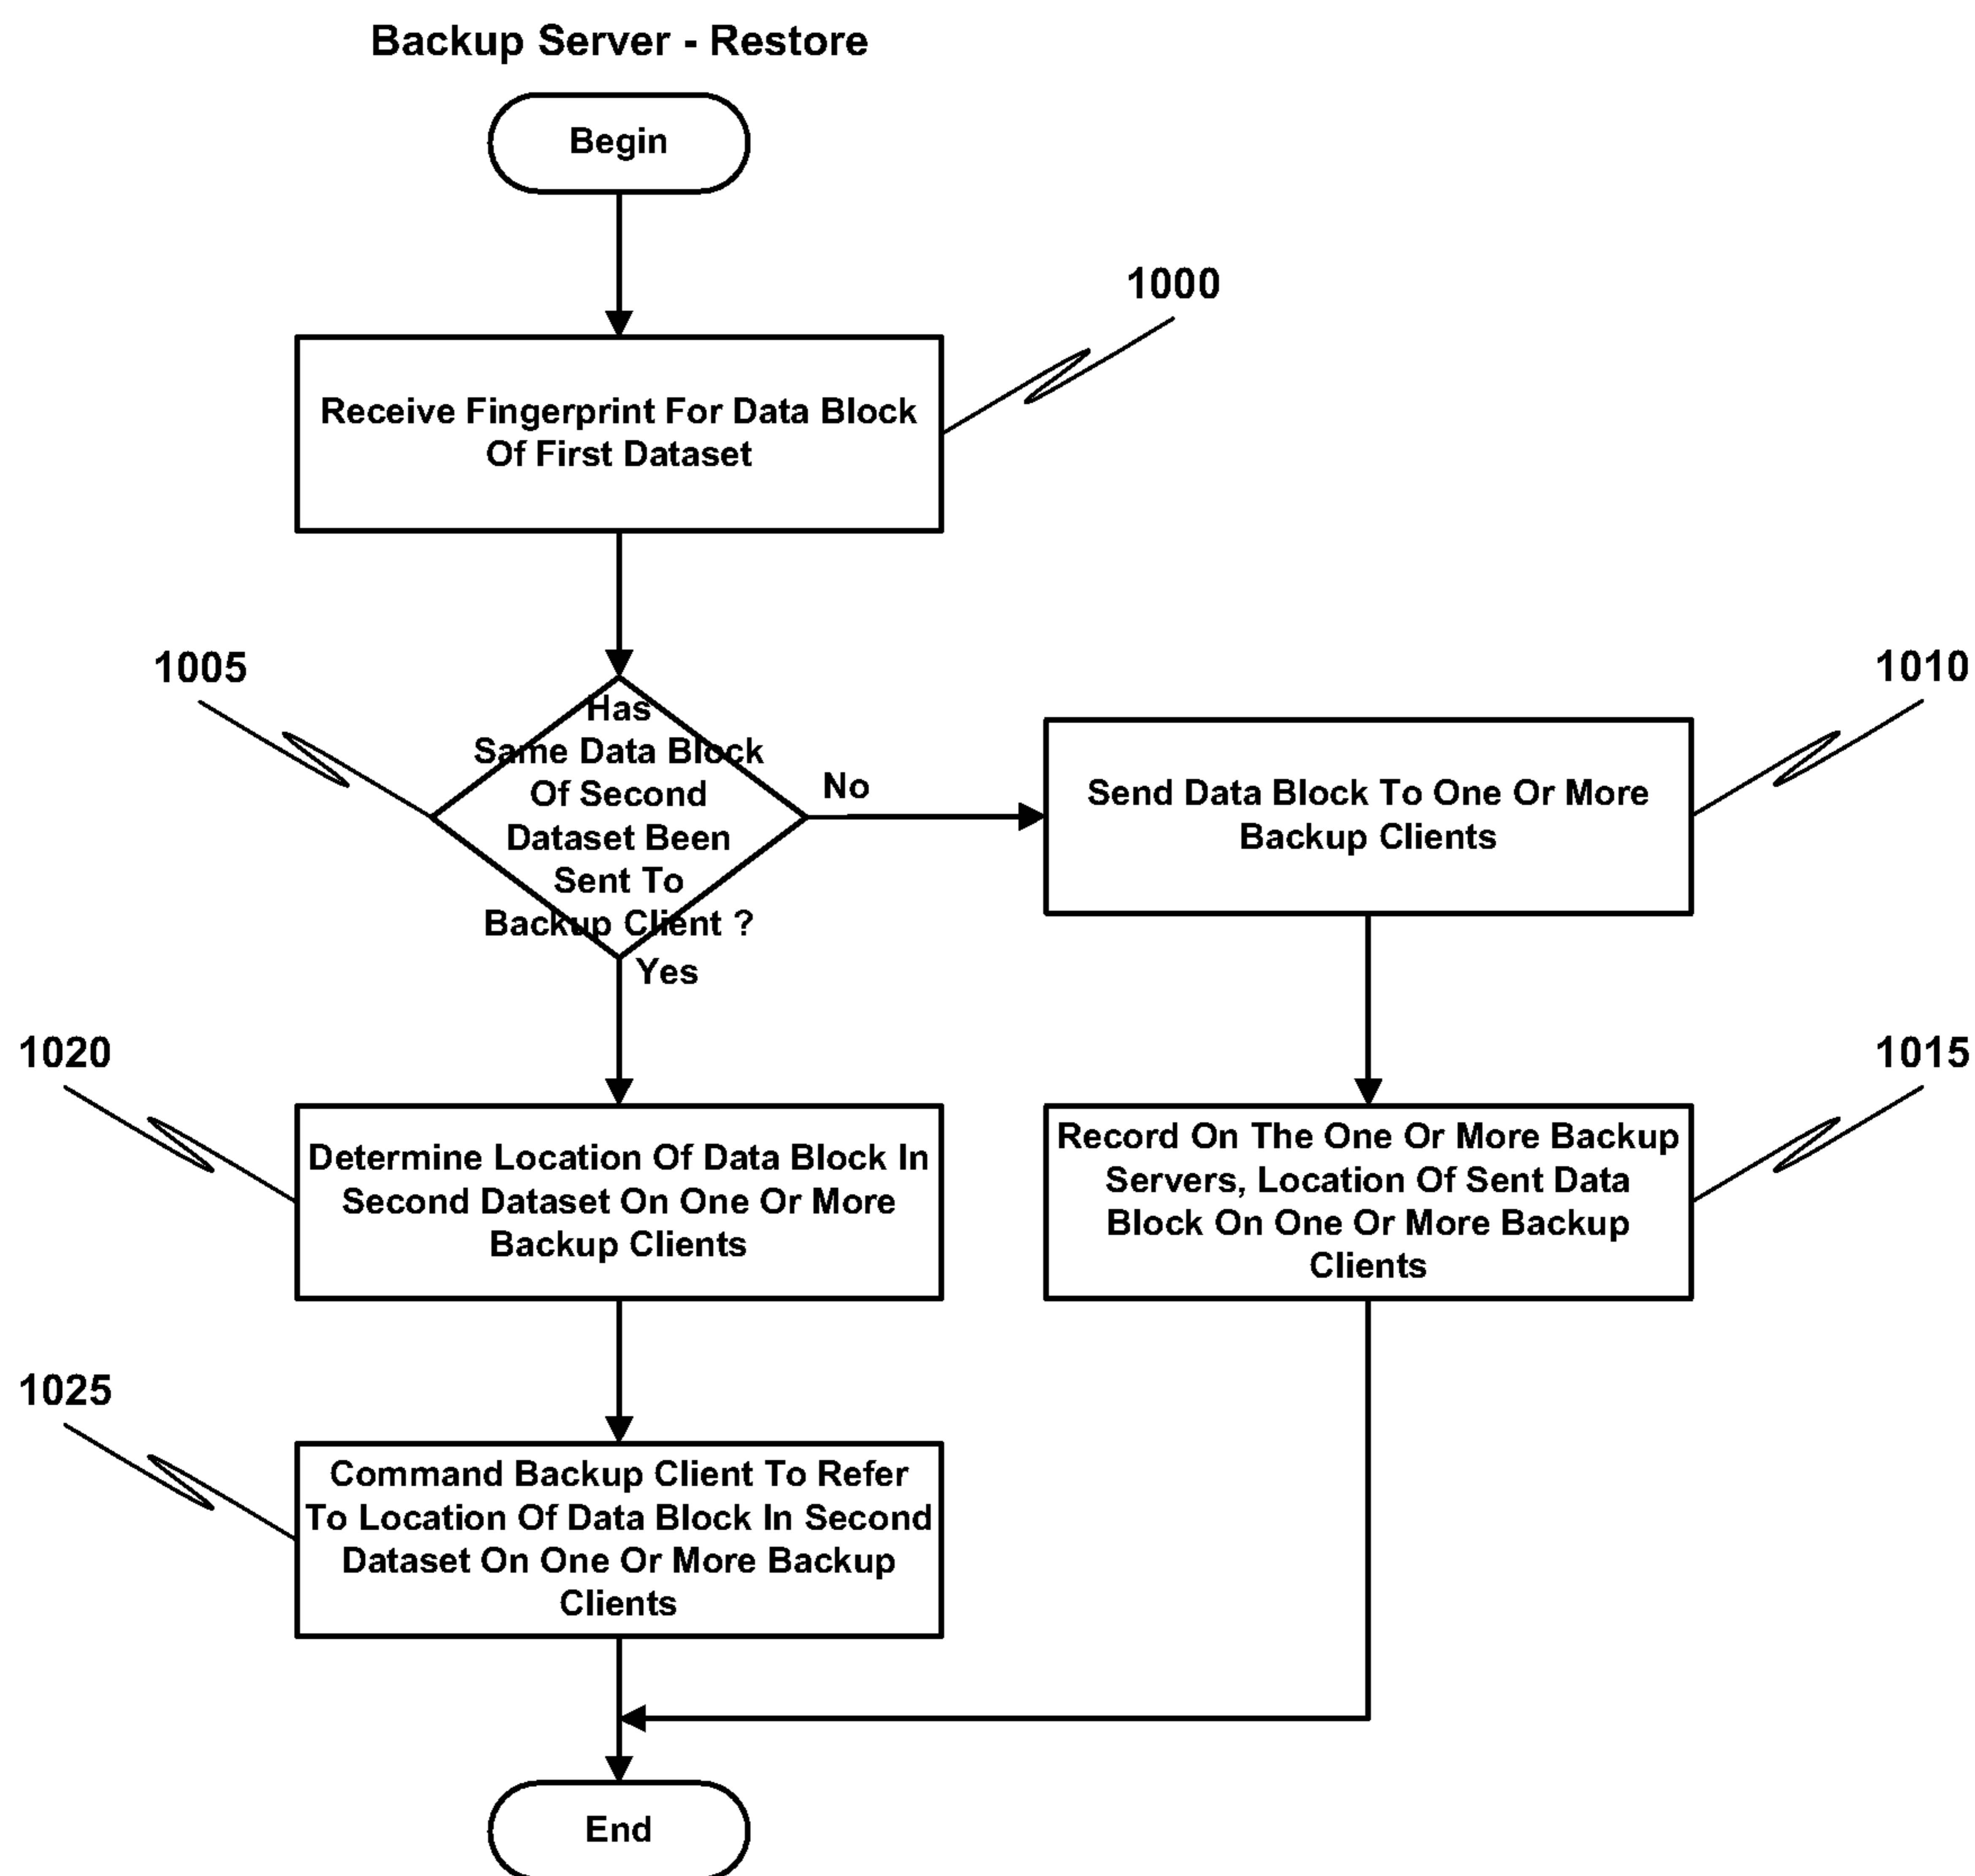 Backup Server - Restore
Begin
1000
Receive Fingerprint For Data Block
Of First Dataset
1005
Has
Same Data Block
Of Second
Dataset Been
Sent To
Backup Client ?
No
Yes
1010
Send Data Block To One Or More
Backup Clients
1020
Determine Location Of Data Block In
Second Dataset On One Or More
Backup Clients
1015
Record On The One Or More Backup
Servers, Location Of Sent Data
Block On One Or More Backup
Clients
1025
Command Backup Client To Refer
To Location Of Data Block In Second
Dataset On One Or More Backup
Clients
End